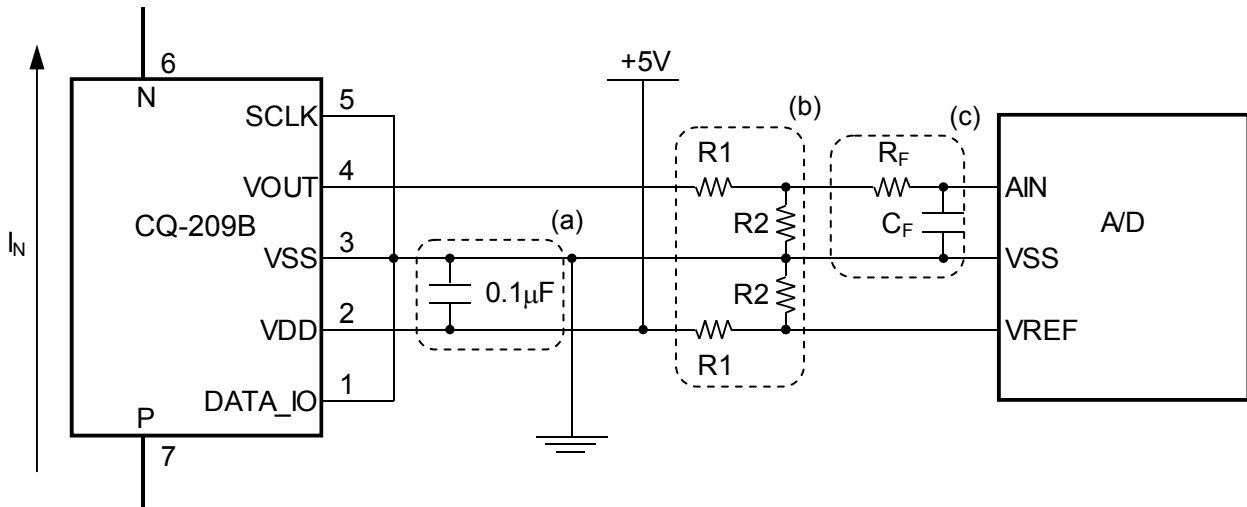 6
N
+5V
SCLK
5
(b)
(c)
R1
RF
VOUT
4
AIN
CQ-209B
(a)
R2
CF
A/D
IN
VSS
3
VSS
0.1μF
R2
VDD
2
VREF
R1
DATA_IO
1
P
7